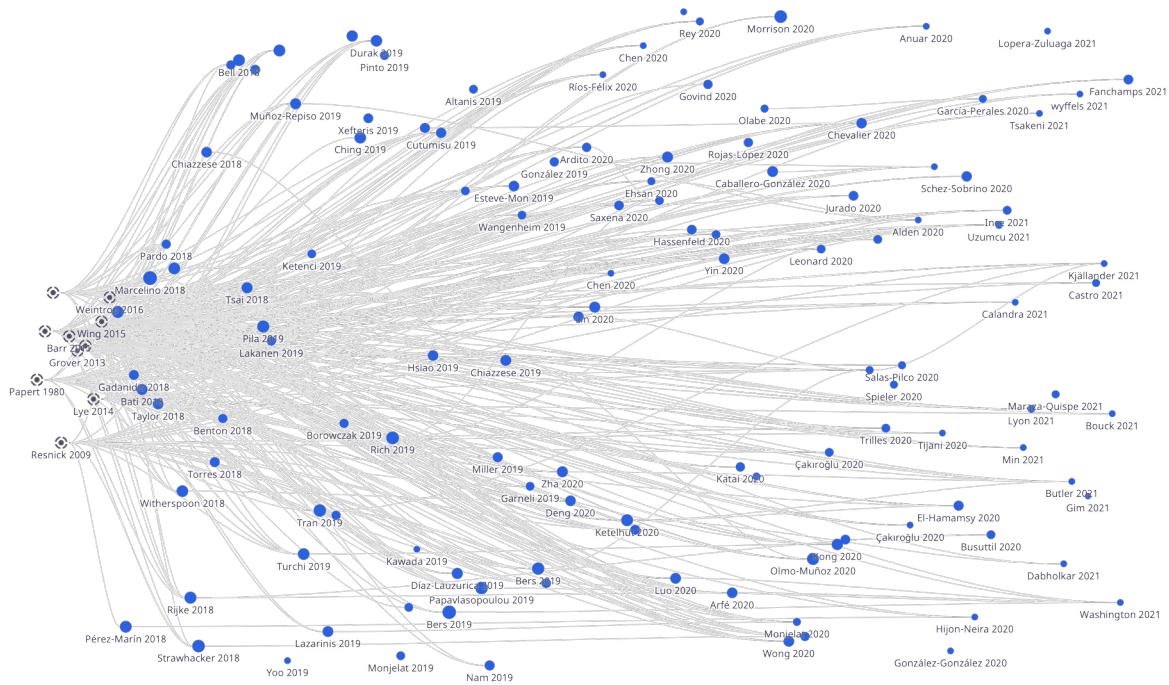 Rey 2020
Morrison 2020
Anuar 2020
Lopera-Zuluaga 2021
Durak 2019
Pinto 2019
Chen 2020
Bell 2018
Ríos-Félix 2020
Fanchamps 2021
Altanis 2019
Govind 2020
wyffels 2021
Muñoz-Repiso 2019
García-Perales 2020
Olabe 2020
Tsakeni 2021
Xefteris 2019
Chevalier 2020
Cutumisu 2019
Ching 2019
Rojas-López 2020
Ardito 2020
Chiazzese 2018
González 2019
Zhong 2020
Caballero-González 2020
Schez-Sobrino 2020
Ehsan 2020
Esteve-Mon 2019
Jurado 2020
Saxena 2020
Ince 2021
Wangenheim 2019
Alden 2020
Uzumcu 2021
Hassenfeld 2020
Pardo 2018
Leonard 2020
Ketenci 2019
Yin 2020
Kjällander 2021
Chen 2020
Marcelino 2018
Castro 2021
Tsai 2018
Weintrop 2016
Calandra 2021
Wing 2015
Pila 2019
Lakanen 2019
Grover 2013
Hsiao 2019
Chiazzese 2019
Salas-Pilco 2020
Papert 1980
Spieler 2020
Taylor 2018
Lye 2014
Maraza-Quispe 2021
Lyon 2021
Bouck 2021
Benton 2018
Borowczak 2019
Rich 2019
Trilles 2020
Tijani 2020
Resnick 2009
Min 2021
Çakıroğlu 2020
Miller 2019
Torres 2018
Katai 2020
Zha 2020
Butler 2021
Witherspoon 2018
Garneli 2019
Gim 2021
Deng 2020
El-Hamamsy 2020
Tran 2019
Ketelhut 2020
Çakıroğlu 2020
Busuttil 2020
Kawada 2019
Turchi 2019
Olmo-Muñoz 2020
Dabholkar 2021
Díaz-Lauzurica 2019
Bers 2019
Papavlasopoulou 2019
Luo 2020
Arfé 2020
Rijke 2018
Washington 2021
Bers 2019
Hijon-Neira 2020
Monjelat 2020
Pérez-Marín 2018
Lazarinis 2019
Strawhacker 2018
Wong 2020
González-González 2020
Yoo 2019
Monjelat 2019
Nam 2019